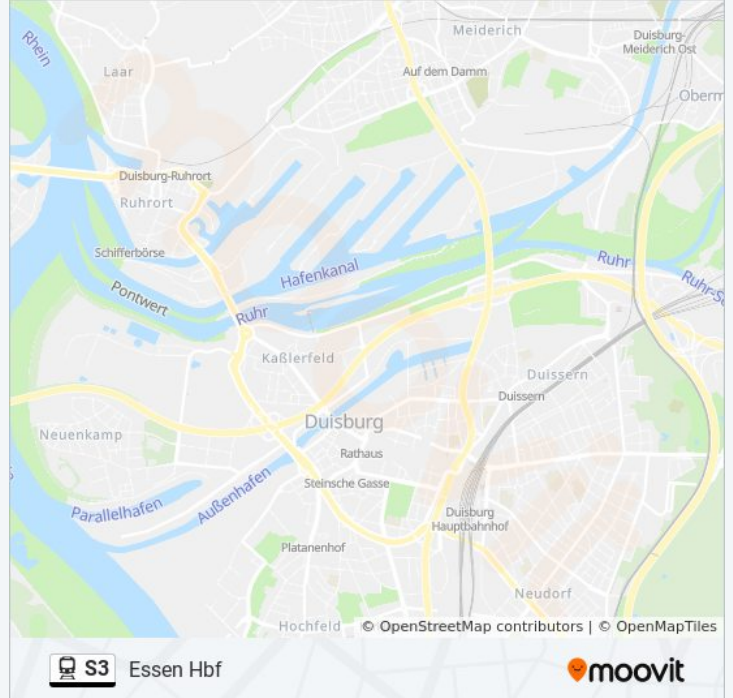 Rhein
Meiderich
Duisburg-
Meiderich Ost
Laar
Auf dem Damm
Oberm
Duisburg-Ruhrort
Ruhrort
Schifferbörse
Hafenkanal
Ruhr
Ruhr-S
Pontwert
Ruhr
Kaßlerfeld
Duissern
Duissern
Duisburg
Neuenkamp
Rathaus
Steinsche Gasse
Außenhafen
Parallelhafen
Duisburg
Hauptbahnhof
Platanenhof
Neudorf
Hochfeld
© OpenStreetMap contributors | © OpenMapTiles
S3 Essen Hbf
moovit